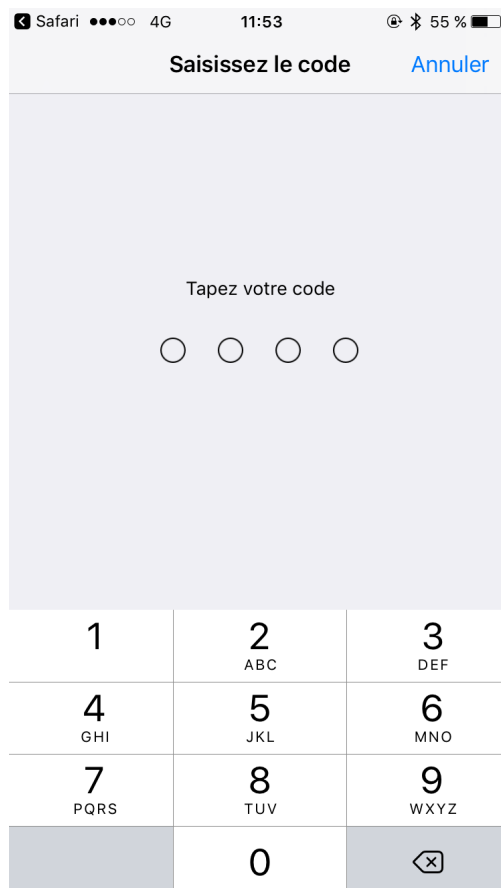 Safari 4G 11:53 55 %
Saisissez le code Annuler
Tapez votre code
1 2 3
ABC DEF
4 5 6
GHI JKL MNO
7 8 9
PQRS TUV WXYZ
0